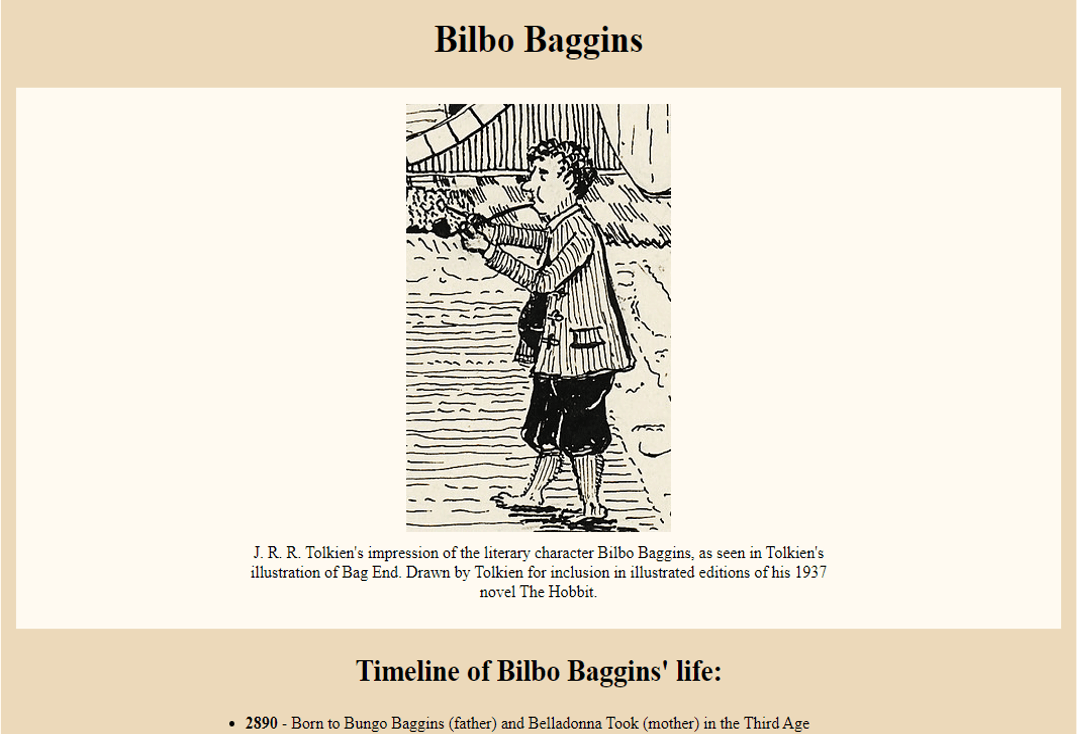 Bilbo Baggins
J. R. R. Tolkien's impression of the literary character Bilbo Baggins, as seen in Tolkien's
illustration of Bag End. Drawn by Tolkien for inclusion in illustrated editions of his 1937
novel The Hobbit.
Timeline of Bilbo Baggins' life:
• 2890 - Born to Bungo Baggins (father) and Belladonna Took (mother) in the Third Age